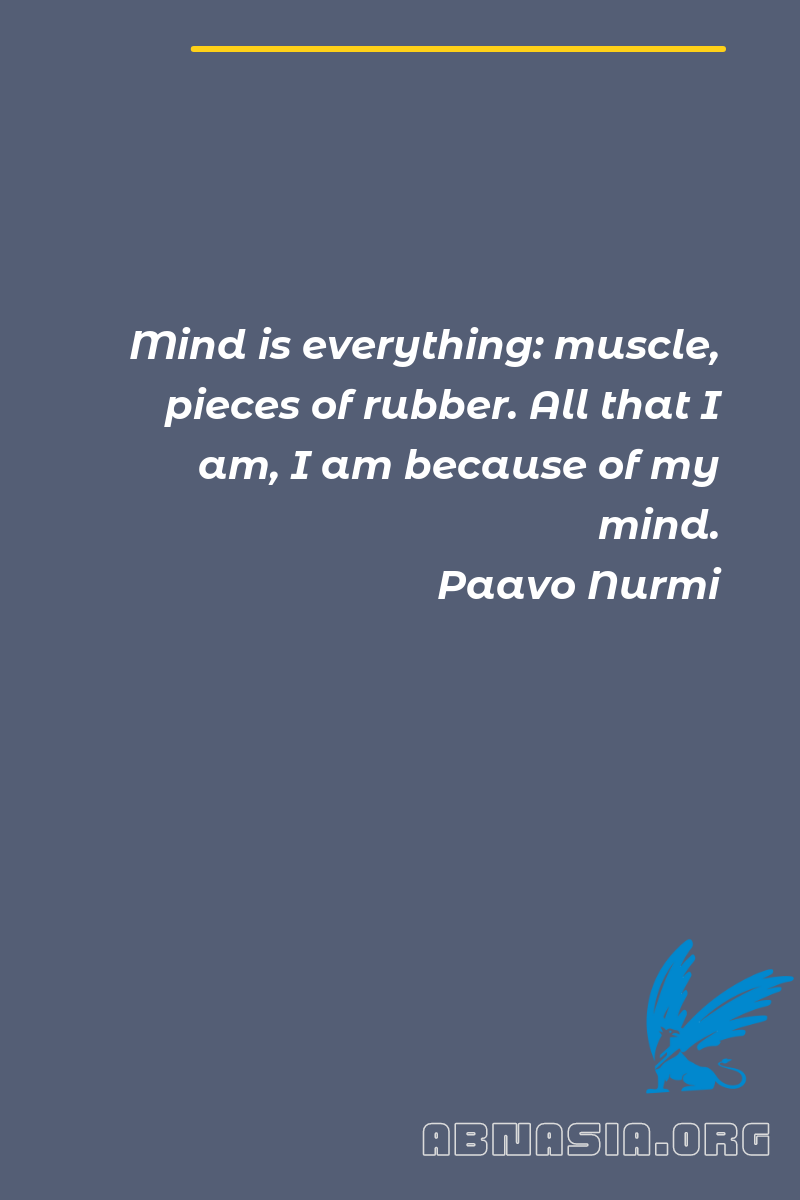 Mind is everything: muscle,
pieces of rubber. All that I
am, I am because of my
mind.
Paavo Nurmi
ABNASIA.ORG